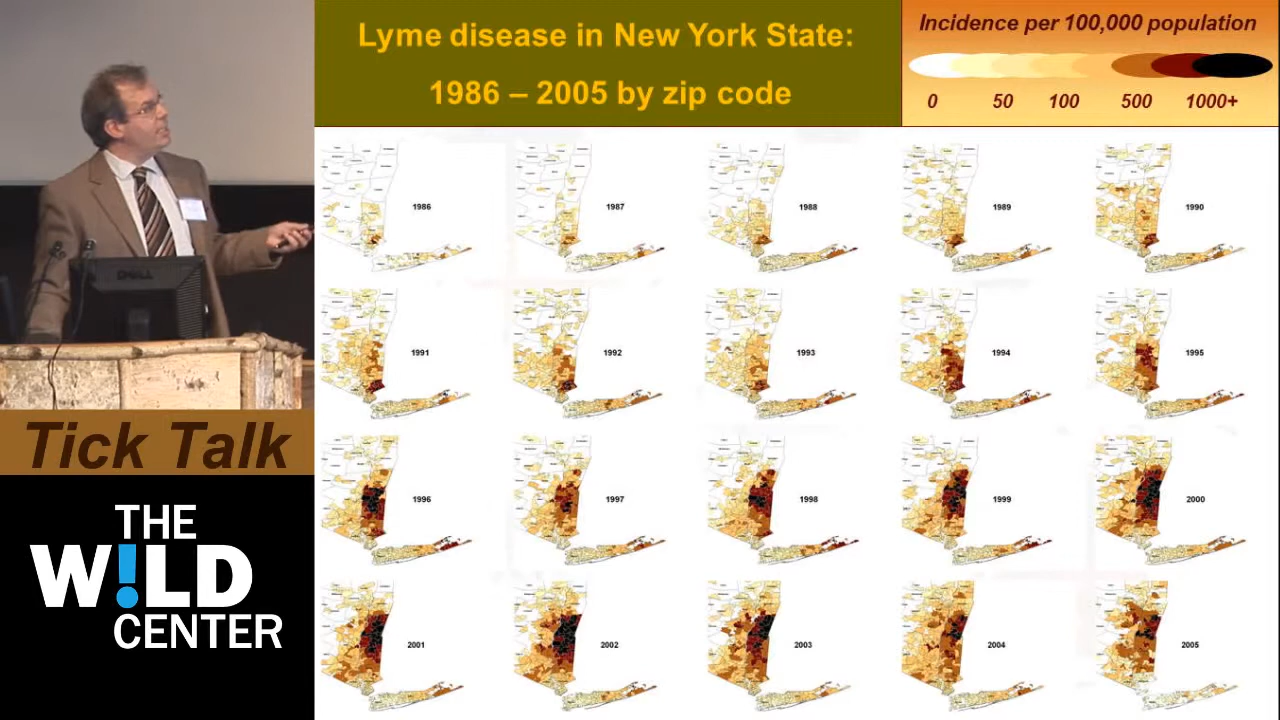 Lyme disease in New York State:
1986 – 2005 by zip code
Incidence per 100,000 population
0 50 100 500 1000+
1986 1987 1988 1989 1990
1991 1992 1993 1994 1995
1996 1997 1998 1999 2000
2001 2002 2003 2004 2005
DELL
Tick Talk
THE
W!LD
CENTER